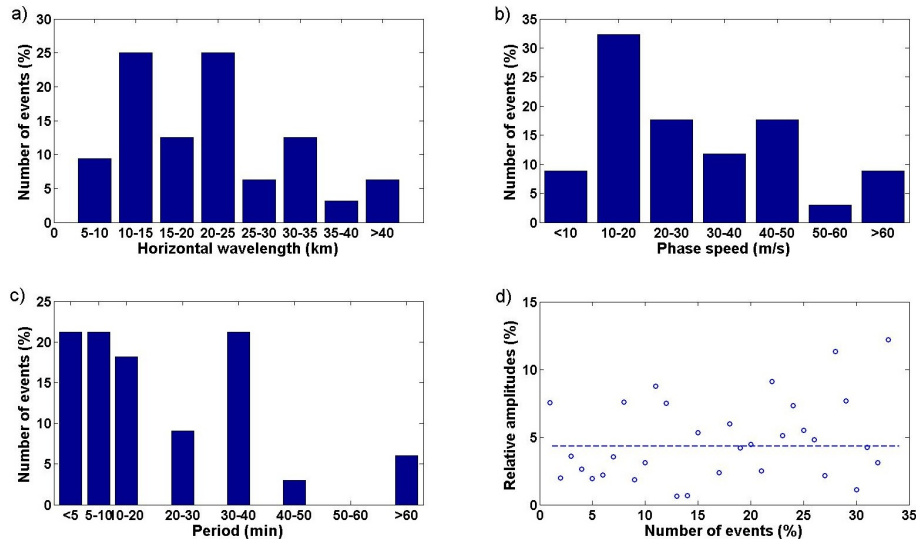 a)
Number of events (%)
30
25
20
15
10
5
0
0 5-10 10-15 15-20 20-25 25-30 30-35 35-40 >40
Horizontal wavelength (km)
b)
Number of events (%)
35
30
25
20
15
10
5
0
<10 10-20 20-30 30-40 40-50 50-60 >60
Phase speed (m/s)
c)
Number of events (%)
25
20
15
10
5
0
<5 5-10 10-20 20-30 30-40 40-50 50-60 >60
Period (min)
d)
Relative amplitudes (%)
15
10
5
0
0 5 10 15 20 25 30 35
Number of events (%)